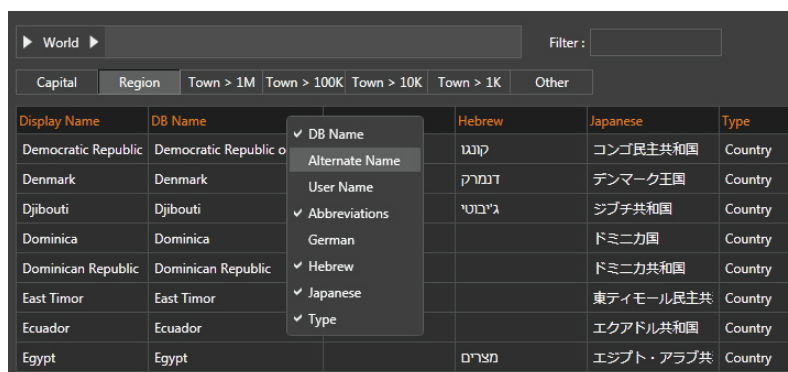 World
Filter :
Capital Region Town > 1M Town > 100K Town > 10K Town > 1K Other
Display Name DB Name Hebrew Japanese Type
Democratic Republic Democratic Republic o קונגו コンゴ民主共和国 Country
Denmark Denmark דנמרק デンマーク王国 Country
Djibouti Djibouti ג'יבוטי ジブチ共和国 Country
Dominica Dominica ドミニカ国 Country
Dominican Republic Dominican Republic ドミニカ共和国 Country
East Timor East Timor 東ティモール民主共 Country
Ecuador Ecuador エクアドル共和国 Country
Egypt Egypt מצרים エジプト・アラブ共 Country
DB Name
Alternate Name
User Name
Abbreviations
German
Hebrew
Japanese
Type